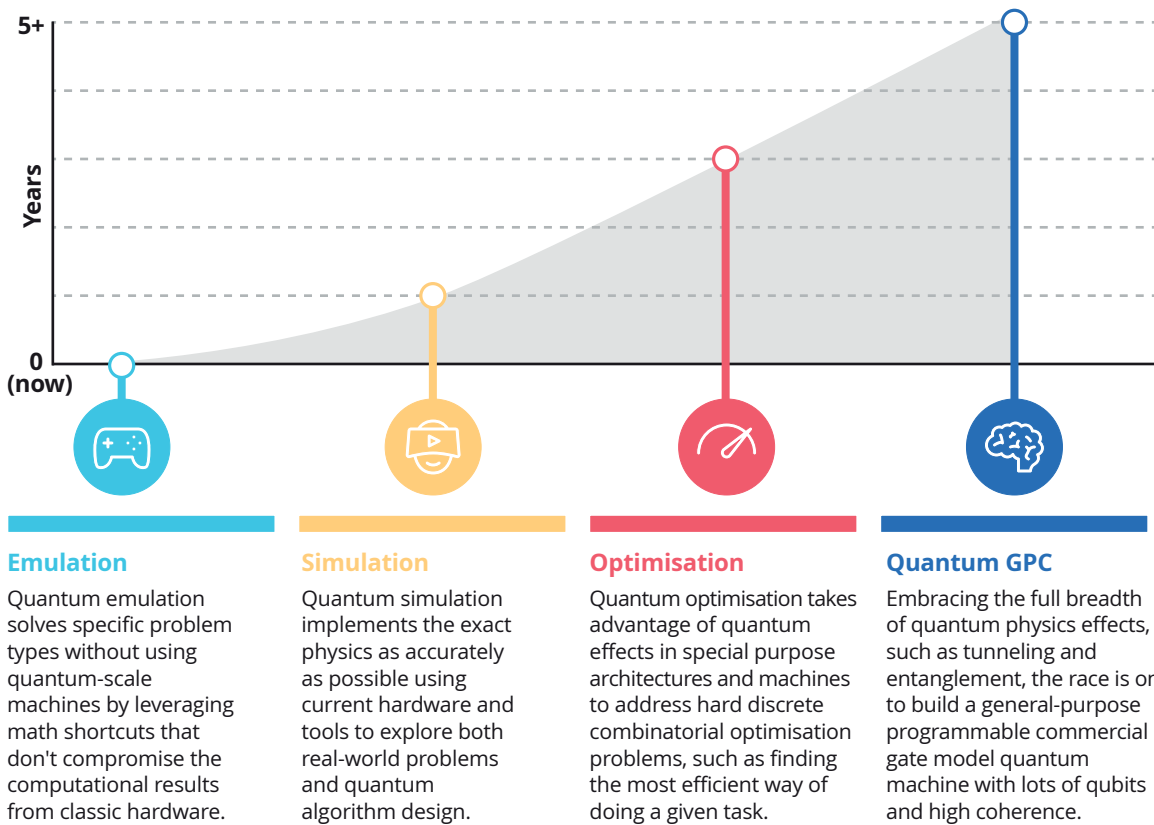 5+
Years
0
(now)
Emulation
Quantum emulation
solves specific problem
types without using
quantum-scale
machines by leveraging
math shortcuts that
don't compromise the
computational results
from classic hardware.
Simulation
Quantum simulation
implements the exact
physics as accurately
as possible using
current hardware and
tools to explore both
real-world problems
and quantum
algorithm design.
Optimisation
Quantum optimisation takes
advantage of quantum
effects in special purpose
architectures and machines
to address hard discrete
combinatorial optimisation
problems, such as finding
the most efficient way of
doing a given task.
Quantum GPC
Embracing the full breadth
of quantum physics effects,
such as tunneling and
entanglement, the race is
to build a general-purpose
programmable commercial
gate model quantum
machine with lots of qubits
and high coherence.